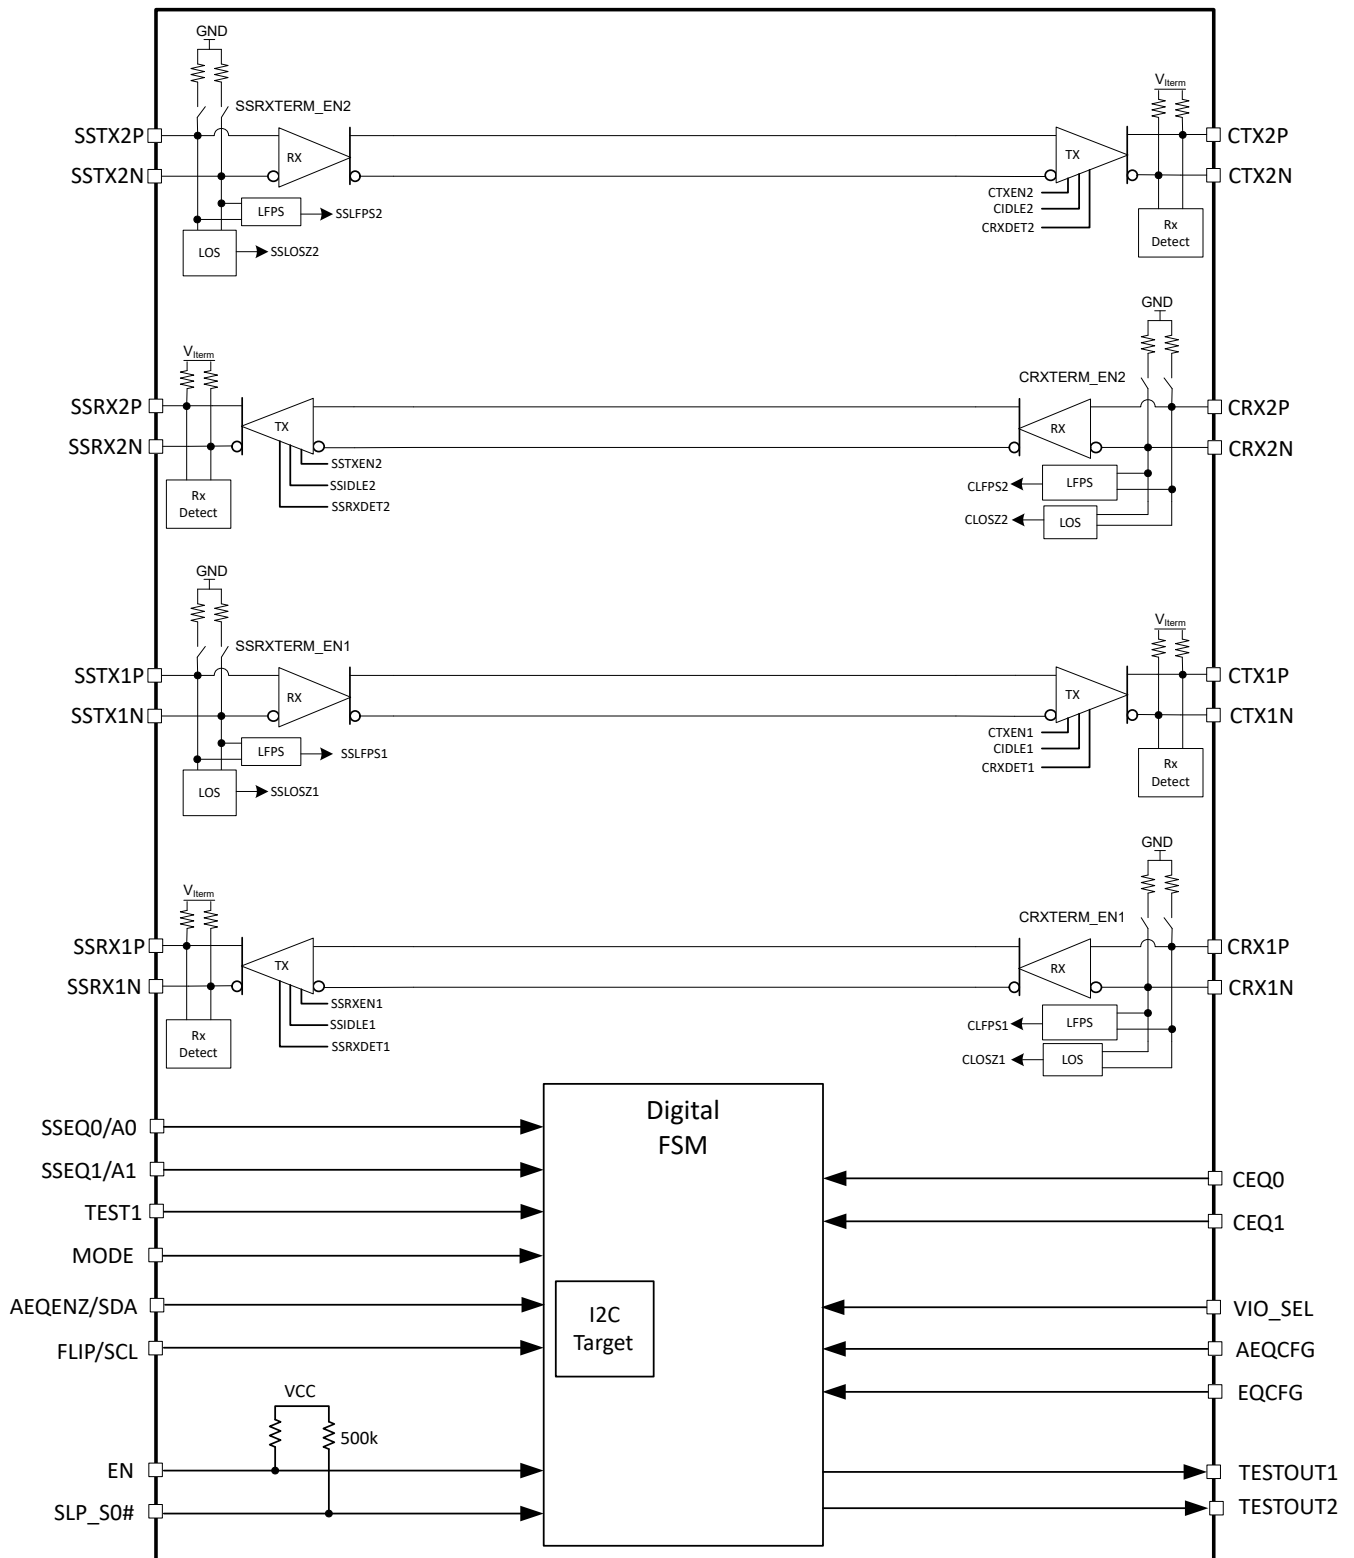 GND
SSRXTERM_EN2
VIterm
SSTX2P
RX
TX
CTX2P
SSTX2N
CTX2N
LFPS
SSLFPS2
CTXEN2
CIDLE2
CRXDET2
LOS
SSLOSZ2
Rx
Detect
GND
VIterm
CRXTERM_EN2
SSRX2P
TX
RX
CRX2P
SSRX2N
CRX2N
SSTXEN2
SSIDLE2
SSRXDET2
Rx
Detect
CLFPS2
LFPS
CLOSZ2
LOS
GND
SSRXTERM_EN1
VIterm
SSTX1P
RX
TX
CTX1P
SSTX1N
CTX1N
LFPS
SSLFPS1
CTXEN1
CIDLE1
CRXDET1
LOS
SSLOSZ1
Rx
Detect
GND
VIterm
CRXTERM_EN1
SSRX1P
TX
RX
CRX1P
SSRX1N
CRX1N
SSRXEN1
SSIDLE1
SSRXDET1
Rx
Detect
CLFPS1
LFPS
CLOSZ1
LOS
Digital
FSM
SSEQ0/A0
SSEQ1/A1
TEST1
MODE
AEQENZ/SDA
FLIP/SCL
I2C
Target
CEQ0
CEQ1
VIO_SEL
AEQCFG
EQCFG
VCC
500k
EN
SLP_S0#
TESTOUT1
TESTOUT2